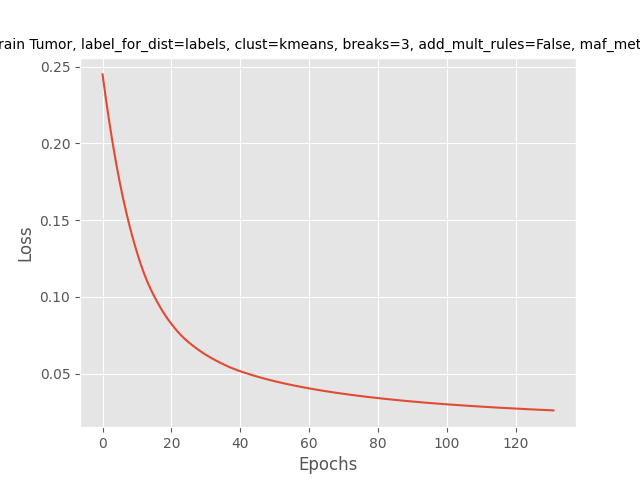 rain Tumor, label_for_dist=labels, clust=kmeans, breaks=3, add_mult_rules=False, maf_met
0.25
0.20
0.15
0.10
0.05
Loss
0 20 40 60 80 100 120
Epochs